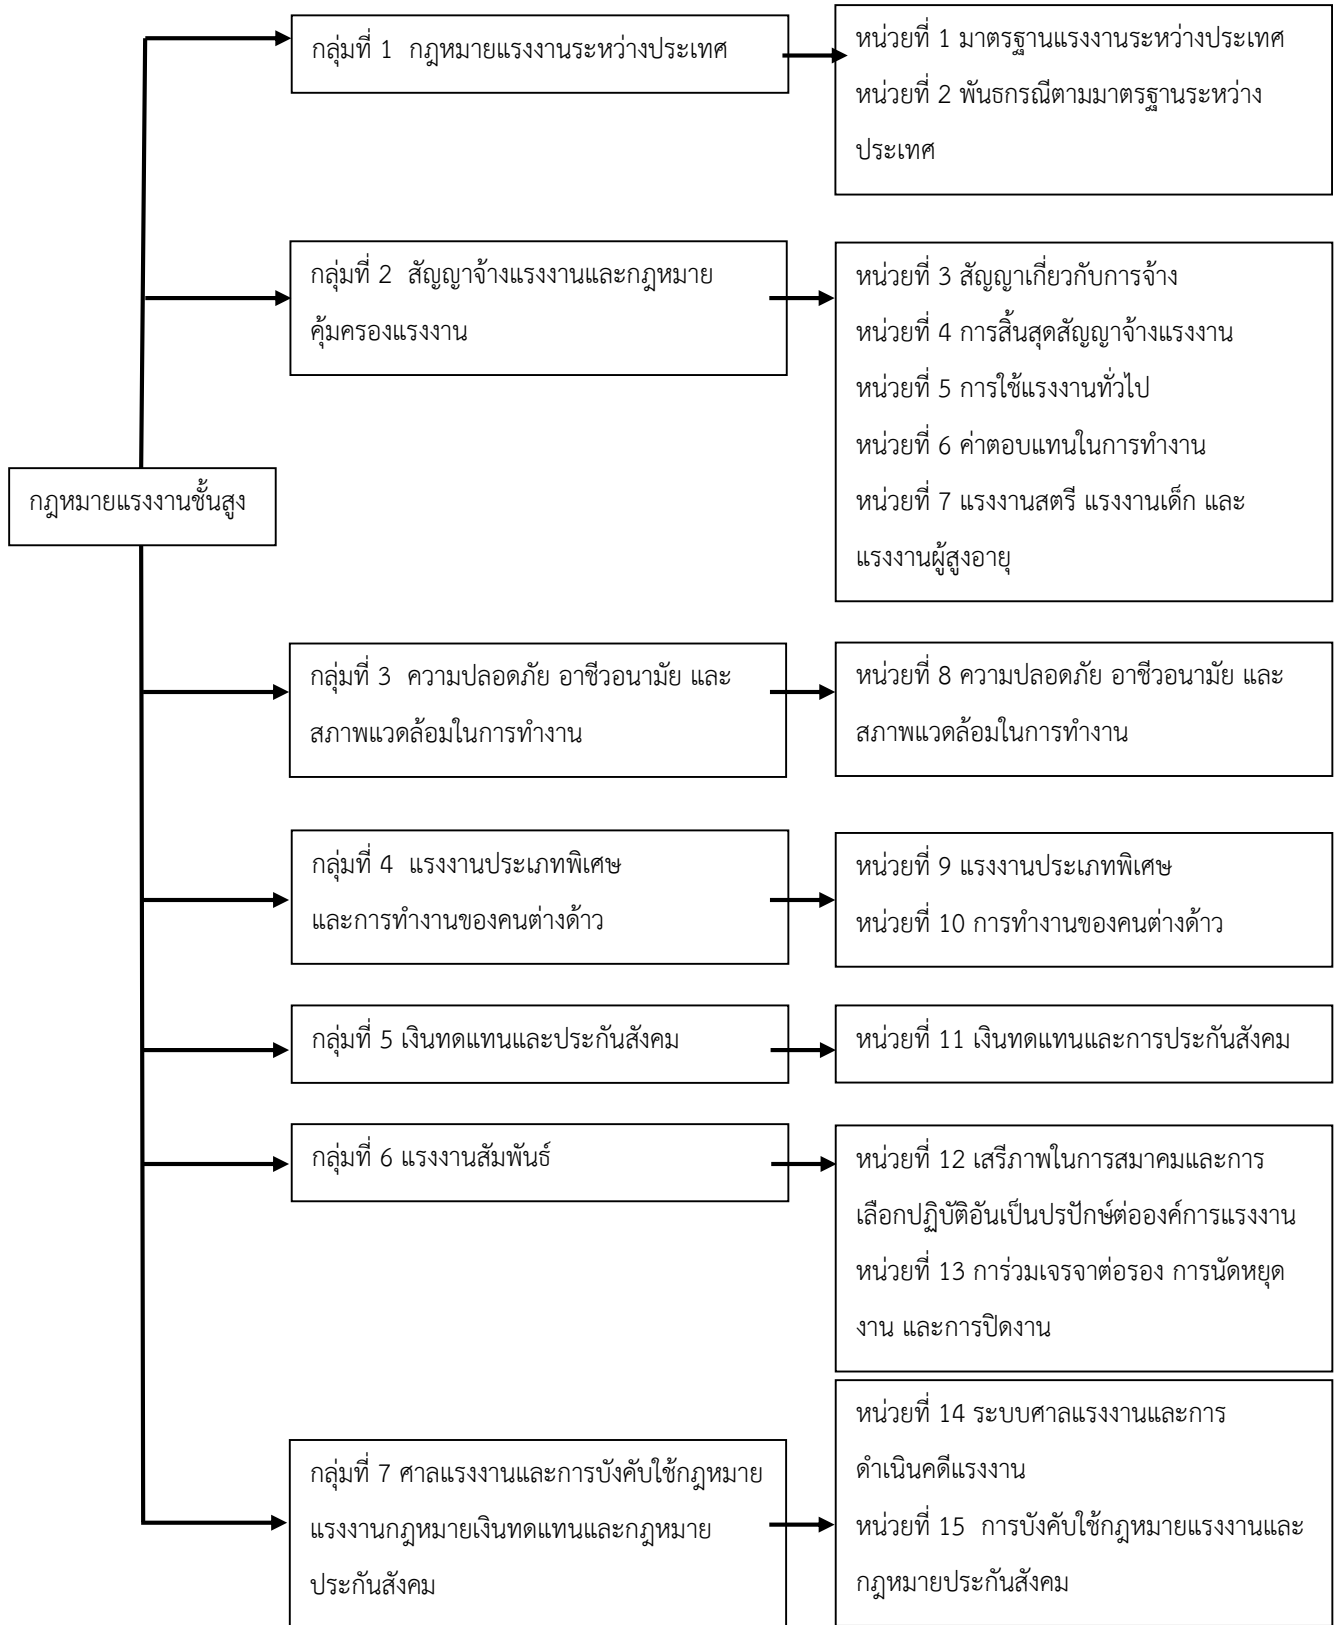 กลุ่มที่ 1  กฎหมายแรงงานระหว่างประเทศ
หน่วยที่ 1 มาตรฐานแรงงานระหว่างประเทศ
หน่วยที่ 2 พันธกรณีตามมาตรฐานระหว่าง
ประเทศ
กลุ่มที่ 2  สัญญาจ้างแรงงานและกฎหมาย
คุ้มครองแรงงาน
หน่วยที่ 3 สัญญาเกี่ยวกับการจ้าง
หน่วยที่ 4 การสิ้นสุดสัญญาจ้างแรงงาน
หน่วยที่ 5 การใช้แรงงานทั่วไป
หน่วยที่ 6 ค่าตอบแทนในการทำงาน
หน่วยที่ 7 แรงงานสตรี แรงงานเด็ก และ
แรงงานผู้สูงอายุ
กฎหมายแรงงานชั้นสูง
กลุ่มที่ 3  ความปลอดภัย อาชีวอนามัย และ
สภาพแวดล้อมในการทำงาน
หน่วยที่ 8 ความปลอดภัย อาชีวอนามัย และ
สภาพแวดล้อมในการทำงาน
กลุ่มที่ 4  แรงงานประเภทพิเศษ
และการทำงานของคนต่างด้าว
หน่วยที่ 9 แรงงานประเภทพิเศษ
หน่วยที่ 10 การทำงานของคนต่างด้าว
กลุ่มที่ 5 เงินทดแทนและประกันสังคม
หน่วยที่ 11 เงินทดแทนและการประกันสังคม
กลุ่มที่ 6 แรงงานสัมพันธ์
หน่วยที่ 12 เสรีภาพในการสมาคมและการ
เลือกปฏิบัติอันเป็นปรปักษ์ต่อองค์การแรงงาน
หน่วยที่ 13 การ่วมเจรจาต่อรอง การนัดหยุด
งาน และการปิดงาน
กลุ่มที่ 7 ศาลแรงงานและการบังคับใช้กฎหมาย
แรงงานกฎหมายเงินทดแทนและกฎหมาย
ประกันสังคม
หน่วยที่ 14 ระบบศาลแรงงานและการ
ดำเนินคดีแรงงาน
หน่วยที่ 15  การบังคับใช้กฎหมายแรงงานและ
กฎหมายประกันสังคม